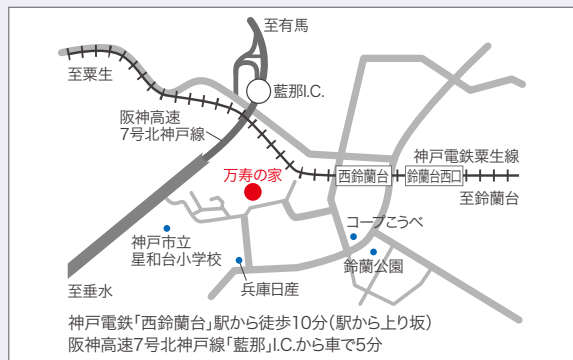 至有馬
至粟生
藍那I.C.
阪神高速
7号北神戸線
神戸電鉄粟生線
万寿の家
西鈴蘭台
鈴蘭台西口
至鈴蘭台
コープこうべ
神戸市立
星和台小学校
鈴蘭公園
兵庫日産
至垂水
神戸電鉄「西鈴蘭台」駅から徒歩10分(駅から上り坂)
阪神高速7号北神戸線「藍那」I.C.から車で5分